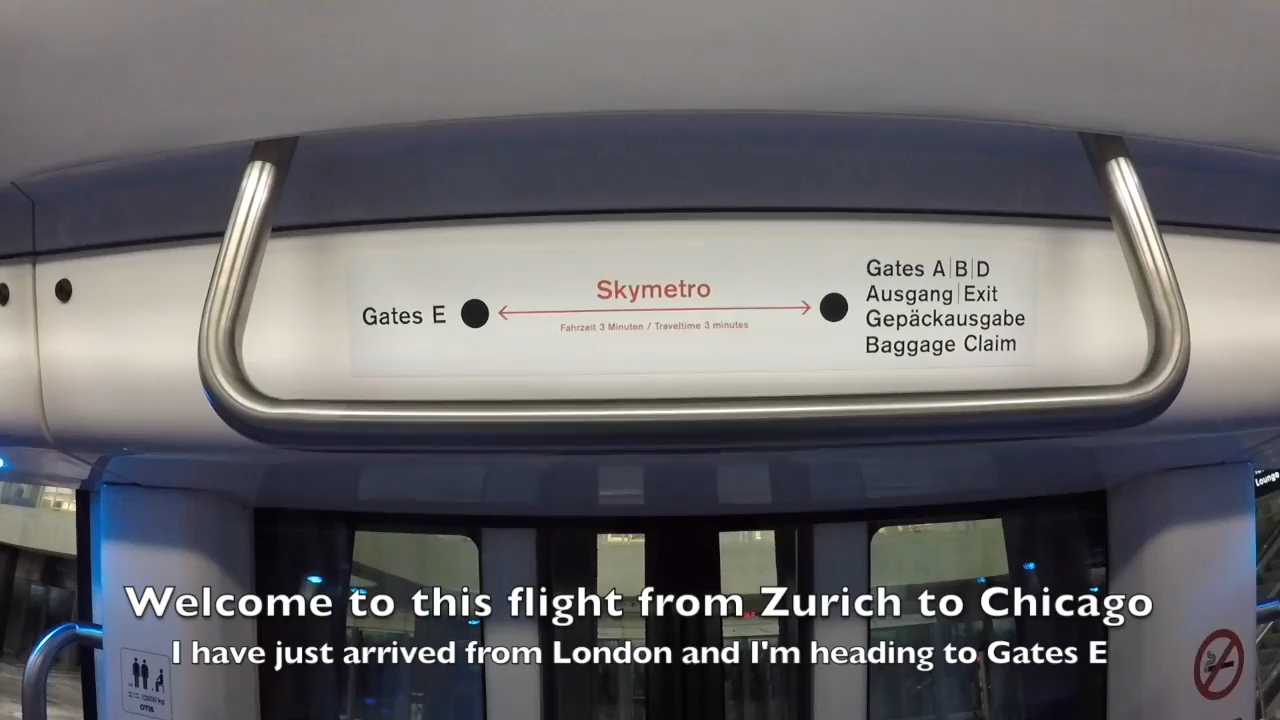 Gates E
Skymetro
Fahrzeit 3 Minuten / Traveltime 3 minutes
Gates A|B|D
Ausgang|Exit
Gepäckausgabe
Baggage Claim
Lounge
Welcome to this flight from Zurich to Chicago
I have just arrived from London and I'm heading to Gates E
OTIS